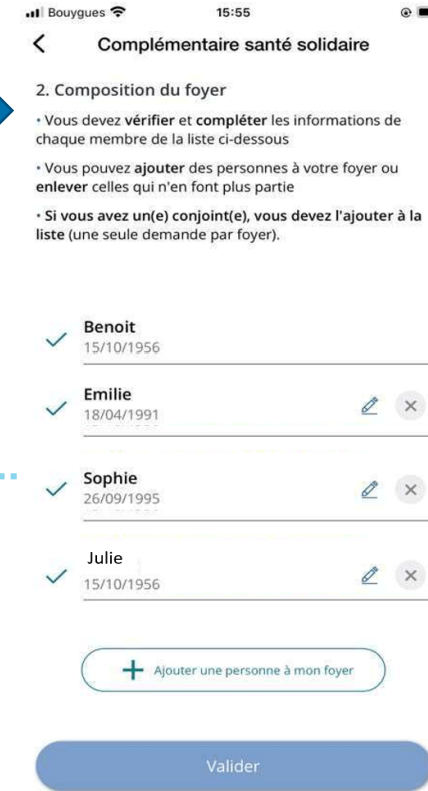 Bouygues 15:55
Complémentaire santé solidaire
2. Composition du foyer
• Vous devez vérifier et compléter les informations de
chaque membre de la liste ci-dessous
• Vous pouvez ajouter des personnes à votre foyer ou
enlever celles qui n'en font plus partie
• Si vous avez un(e) conjoint(e), vous devez l'ajouter à la
liste (une seule demande par foyer).
Benoit
15/10/1956
Emilie
18/04/1991
Sophie
26/09/1995
Julie
15/10/1956
Ajouter une personne à mon foyer
Valider